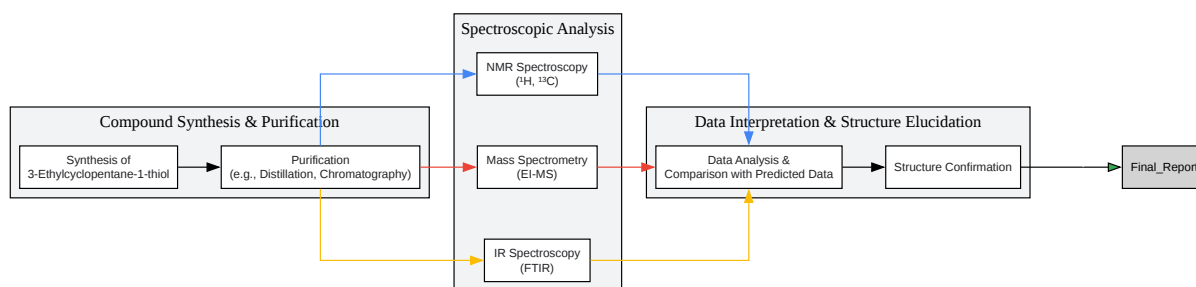 Spectroscopic Analysis
NMR Spectroscopy
(¹H, ¹³C)
Compound Synthesis & Purification
Data Interpretation & Structure Elucidation
Synthesis of
3-Ethylcyclopentane-1-thiol
Purification
(e.g., Distillation, Chromatography)
Mass Spectrometry
(EI-MS)
Data Analysis &
Comparison with Predicted Data
Structure Confirmation
Final_Report
IR Spectroscopy
(FTIR)